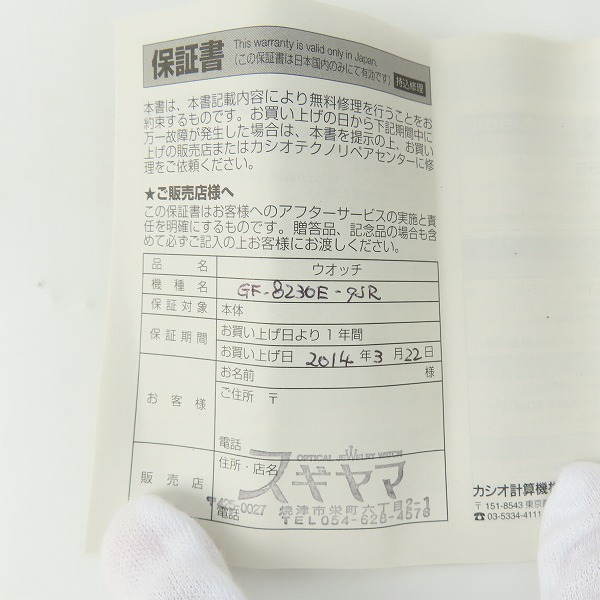 保証書
This warranty is valid only in Japan.
(この保証書は日本国内のみにて有効です)
持込修理
本書は、本書記載内容により無料修理を行うことをお
約束するものです。お買い上げの日から下記期間中に
万一故障が発生した場合は、本書を提示の上、お買い
上げの販売店またはカシオテクノリペアセンターに修
理をご依頼ください。
★ご販売店様へ
この保証書はお客様へのアフターサービスの実施と責
任を明確にするものです。贈答品、記念品の場合も含
めて必ずご記入の上お客様にお渡しください。
品名 ウオッチ
機種名 GF-8230E-9JR
保証対象 本体
保証期間 お買い上げ日より1年間
お買い上げ日 2014年3月22日
お客様 お名前 様
ご住所 〒
電話
販売店 住所・店名
OPTICAL JEWELRY WATCH
スギヤマ
〒425-0027 焼津市栄町六丁目2-1
電話
TEL054-628-4578
カシオ計算機株
〒151-8543 東京
☎03-5334-4111